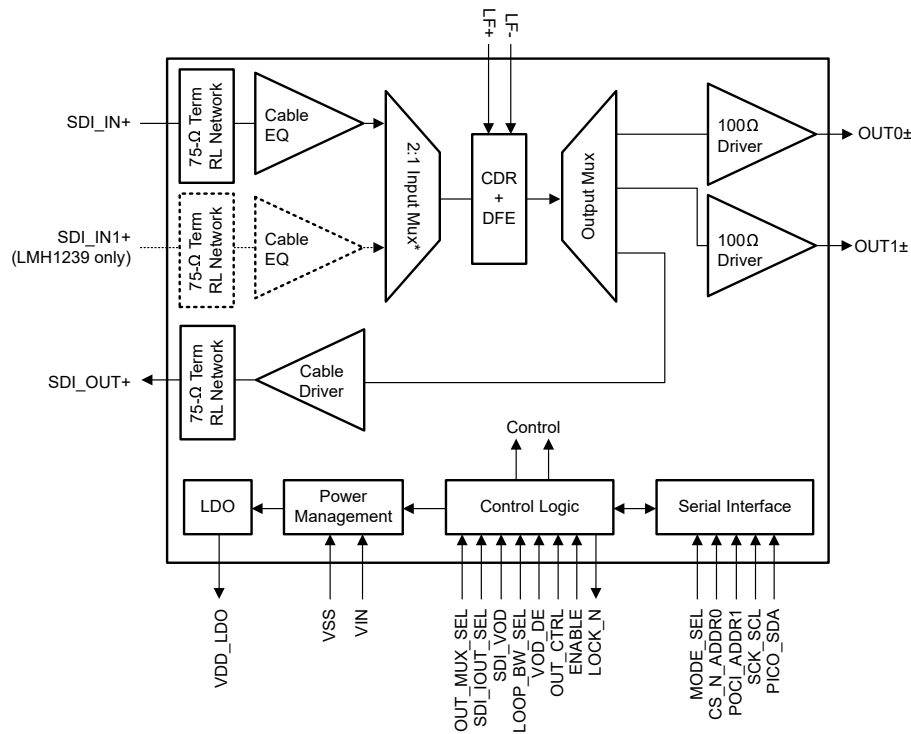 LF+
LF-
SDI_IN+
75-Ω Term
RL Network
Cable
EQ
2:1 Input Mux*
CDR
+
DFE
Output Mux
100Ω
Driver
OUT0±
SDI_IN1+
(LMH1239 only)
75-Ω Term
RL Network
Cable
EQ
100Ω
Driver
OUT1±
SDI_OUT+
75-Ω Term
RL Network
Cable
Driver
Control
LDO
Power
Management
Control Logic
Serial Interface
VDD_LDO
VSS
VIN
OUT_MUX_SEL
SDI_IOUT_SEL
SDI_VOD
LOOP_BW_SEL
VOD_DE
OUT_CTRL
ENABLE
LOCK_N
MODE_SEL
CS_N_ADDR0
POCI_ADDR1
SCK_SCL
PICO_SDA